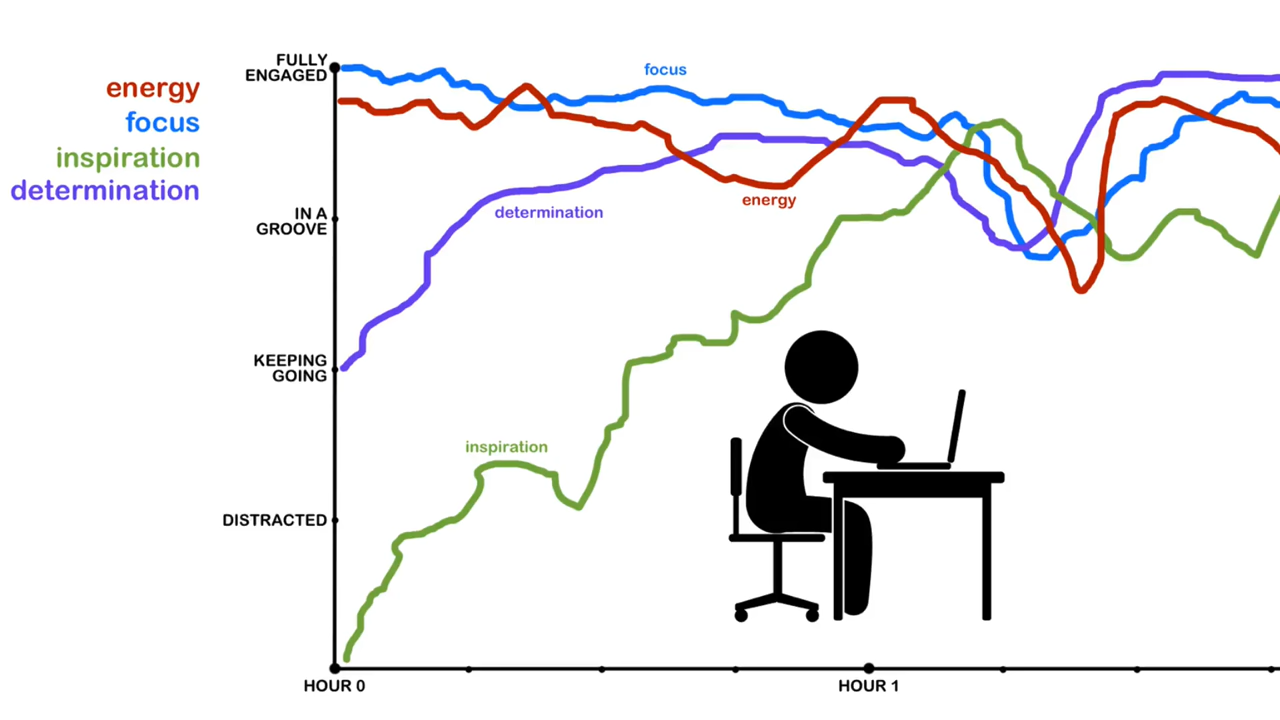 energy
focus
inspiration
determination
FULLY
ENGAGED
IN A
GROOVE
KEEPING
GOING
DISTRACTED
focus
determination
energy
inspiration
HOUR 0
HOUR 1